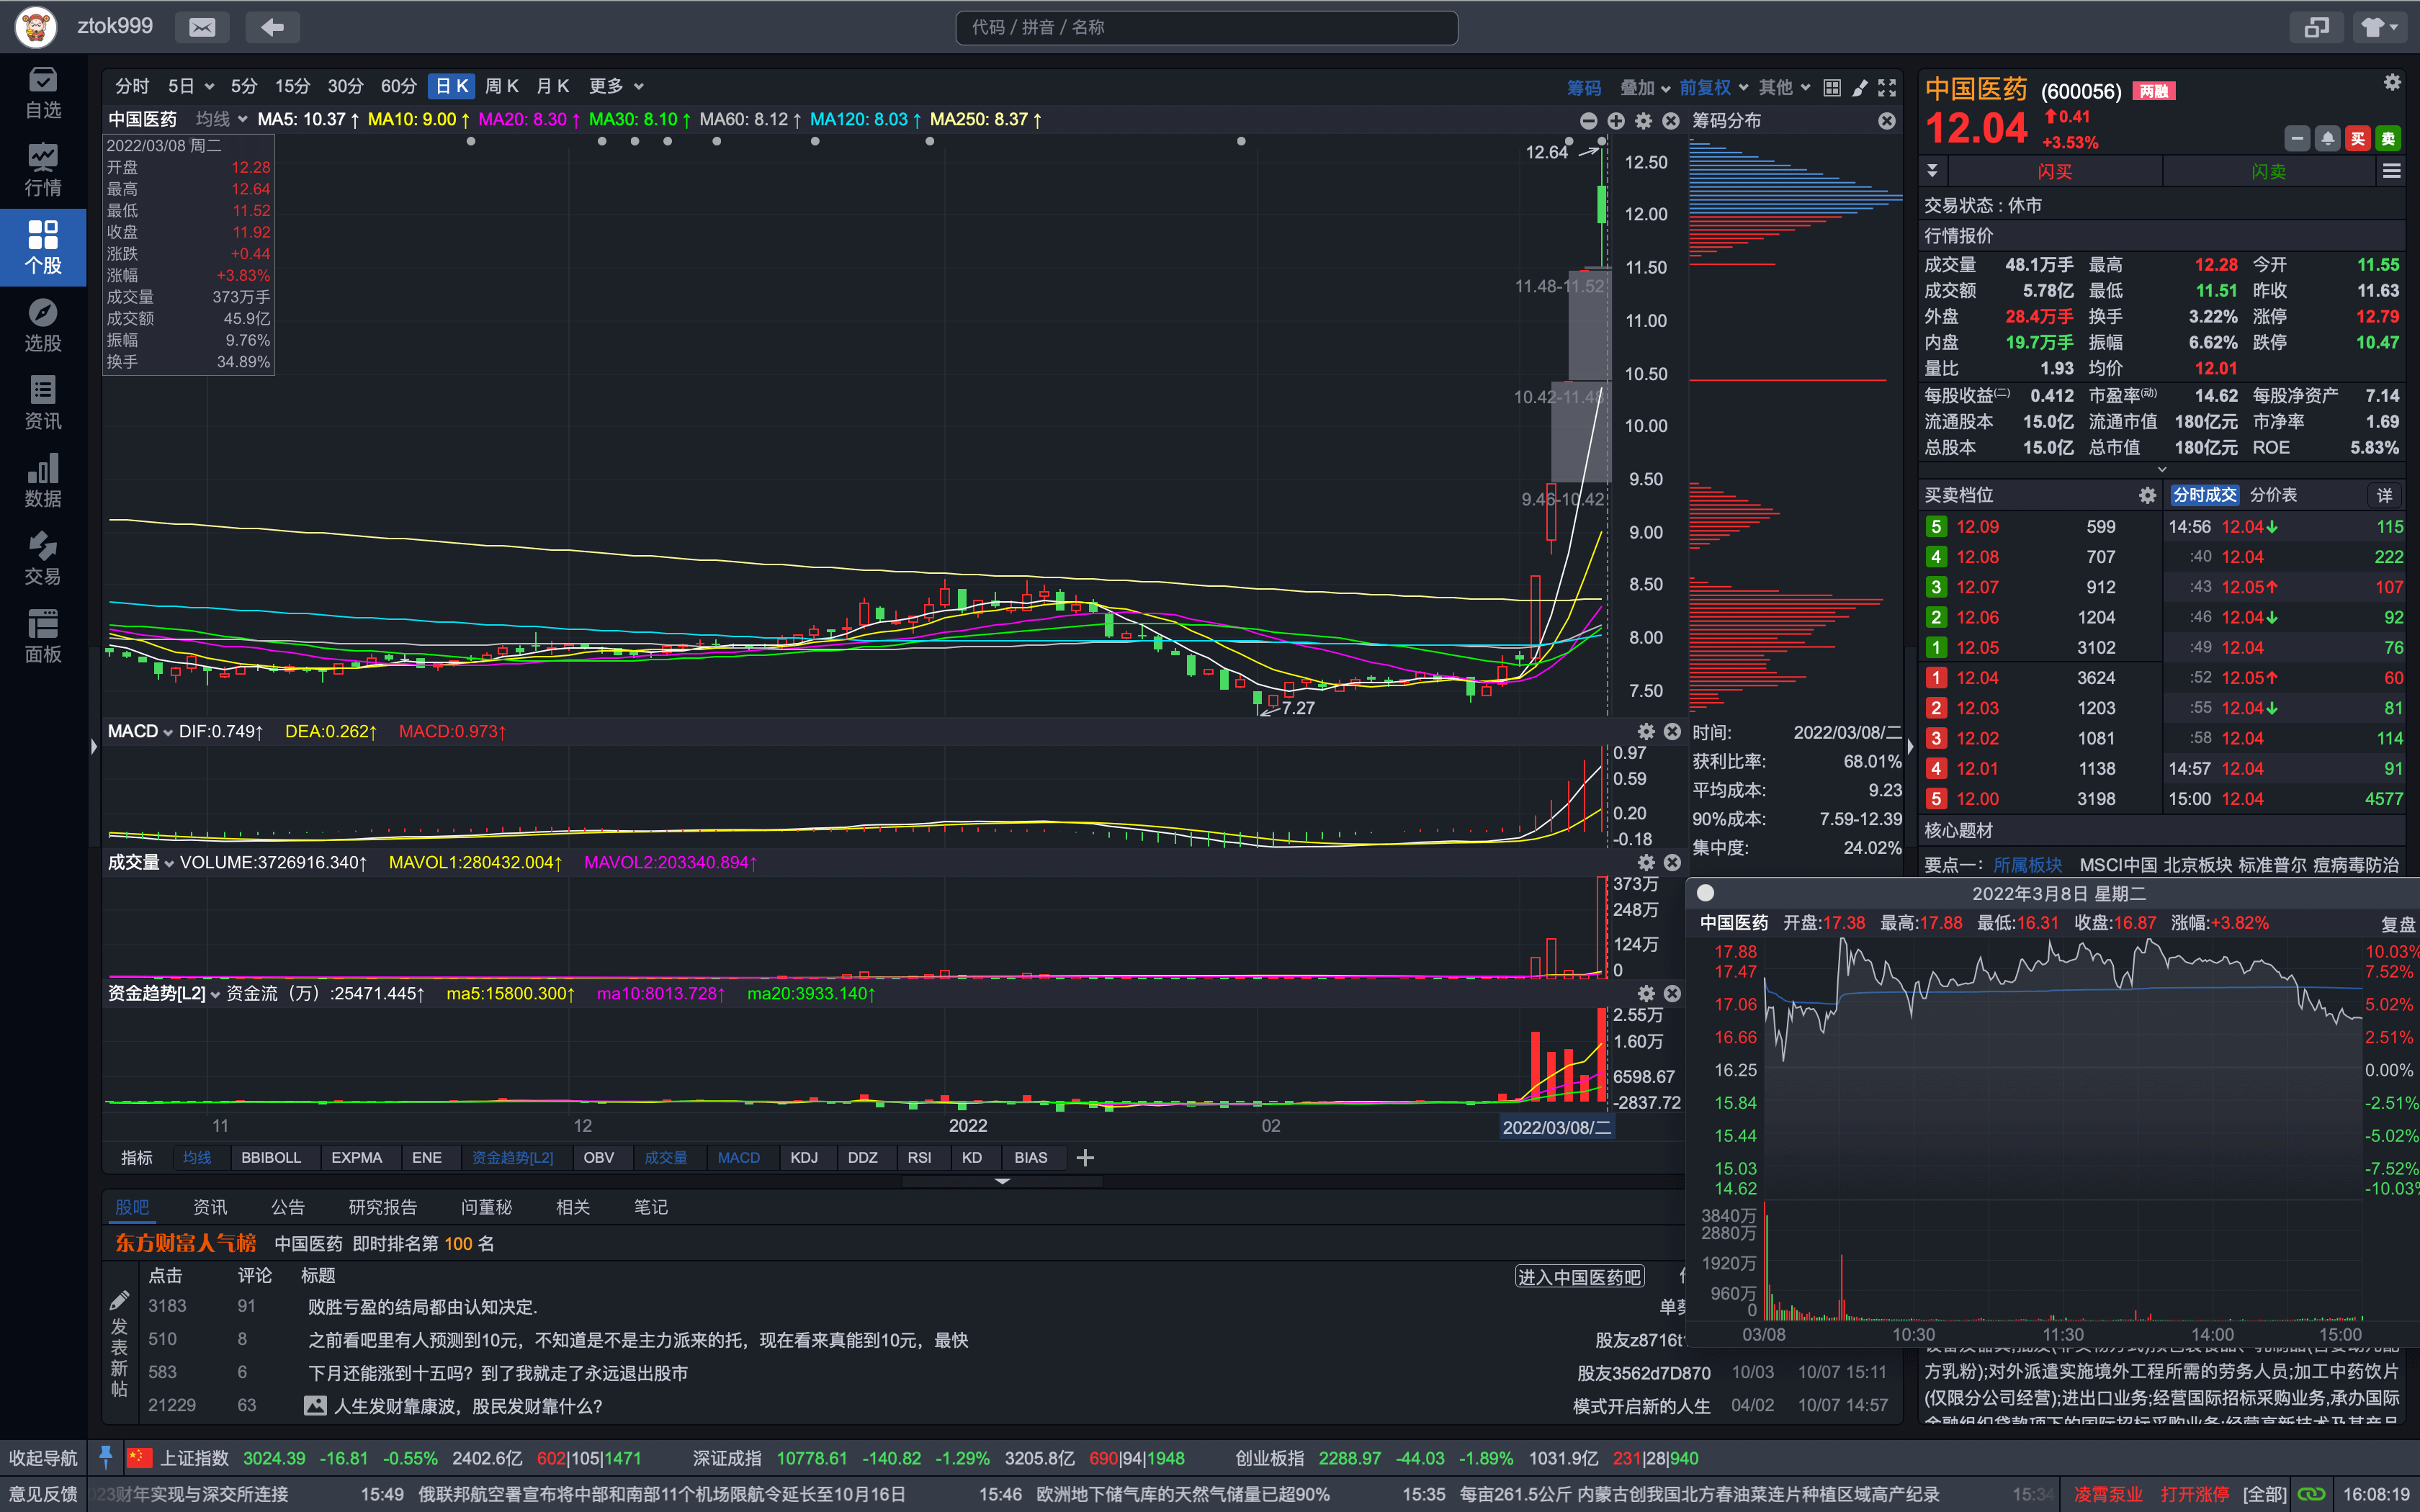 ztok999
代码 / 拼音 / 名称
自选
行情
个股
选股
资讯
数据
交易
面板
分时 5日 5分 15分 30分 60分 日K 周K 月K 更多
筹码 叠加 前复权 其他
中国医药 均线 MA5: 10.37↑ MA10: 9.00↑ MA20: 8.30↑ MA30: 8.10↑ MA60: 8.12↑ MA120: 8.03↑ MA250: 8.37↑
2022/03/08 周二
开盘 12.28
最高 12.64
最低 11.52
收盘 11.92
涨跌 +0.44
涨幅 +3.83%
成交量 373万手
成交额 45.9亿
振幅 9.76%
换手 34.89%
12.64
11.48-11.52
10.42-11.48
9.46-10.42
7.27
12.50
12.00
11.50
11.00
10.50
10.00
9.50
9.00
8.50
8.00
7.50
筹码分布
时间: 2022/03/08/二
获利比率: 68.01%
平均成本: 9.23
90%成本: 7.59-12.39
集中度: 24.02%
MACD DIF:0.749↑ DEA:0.262↑ MACD:0.973↑
0.97
0.59
0.20
-0.18
成交量 VOLUME:3726916.340↑ MAVOL1:280432.004↑ MAVOL2:203340.894↑
373万
248万
124万
0
资金趋势[L2] 资金流（万）:25471.445↑ ma5:15800.300↑ ma10:8013.728↑ ma20:3933.140↑
2.55万
1.60万
6598.67
-2837.72
11 12 2022 02 2022/03/08/二
指标 均线 BBIBOLL EXPMA ENE 资金趋势[L2] OBV 成交量 MACD KDJ DDZ RSI KD BIAS
股吧 资讯 公告 研究报告 问董秘 相关 笔记
东方财富人气榜 中国医药 即时排名第 100 名
点击 评论 标题 进入中国医药吧
发表新帖
3183 91 败胜亏盈的结局都由认知决定.
510 8 之前看吧里有人预测到10元，不知道是不是主力派来的托，现在看来真能到10元，最快 股友z8716t
583 6 下月还能涨到十五吗？到了我就走了永远退出股市 股友3562d7D870 10/03 10/07 15:11
21229 63 人生发财靠康波，股民发财靠什么？ 模式开启新的人生 04/02 10/07 14:57
中国医药 (600056) 两融
12.04 0.41
+3.53%
买 卖
闪买 闪卖
交易状态 : 休市
行情报价
成交量 48.1万手 最高 12.28 今开 11.55
成交额 5.78亿 最低 11.51 昨收 11.63
外盘 28.4万手 换手 3.22% 涨停 12.79
内盘 19.7万手 振幅 6.62% 跌停 10.47
量比 1.93 均价 12.01
每股收益(二) 0.412 市盈率(动) 14.62 每股净资产 7.14
流通股本 15.0亿 流通市值 180亿元 市净率 1.69
总股本 15.0亿 总市值 180亿元 ROE 5.83%
买卖档位 分时成交 分价表 详
5 12.09 599 14:56 12.04↓ 115
4 12.08 707 :40 12.04 222
3 12.07 912 :43 12.05↑ 107
2 12.06 1204 :46 12.04↓ 92
1 12.05 3102 :49 12.04 76
1 12.04 3624 :52 12.05↑ 60
2 12.03 1203 :55 12.04↓ 81
3 12.02 1081 :58 12.04 114
4 12.01 1138 14:57 12.04 91
5 12.00 3198 15:00 12.04 4577
核心题材
要点一: 所属板块 MSCI中国 北京板块 标准普尔 痘病毒防治
2022年3月8日 星期二
中国医药 开盘:17.38 最高:17.88 最低:16.31 收盘:16.87 涨幅:+3.82% 复盘
17.88 10.03%
17.47 7.52%
17.06 5.02%
16.66 2.51%
16.25 0.00%
15.84 -2.51%
15.44 -5.02%
15.03 -7.52%
14.62 -10.03%
3840万
2880万
1920万
960万
0
03/08 10:30 11:30 14:00 15:00
方乳粉);对外派遣实施境外工程所需的劳务人员;加工中药饮片
(仅限分公司经营);进出口业务;经营国际招标采购业务,承办国际
金融组织贷款项下的国际招标采购业务;经营高新技术及其产品
收起导航 上证指数 3024.39 -16.81 -0.55% 2402.6亿 602|105|1471 深证成指 10778.61 -140.82 -1.29% 3205.8亿 690|94|1948 创业板指 2288.97 -44.03 -1.89% 1031.9亿 231|28|940
意见反馈 023财年实现与深交所连接 15:49 俄联邦航空署宣布将中部和南部11个机场限航令延长至10月16日 15:46 欧洲地下储气库的天然气储量已超90% 15:35 每亩261.5公斤 内蒙古创我国北方春油菜连片种植区域高产纪录 15:34 凌霄泵业 打开涨停 [全部] 16:08:19